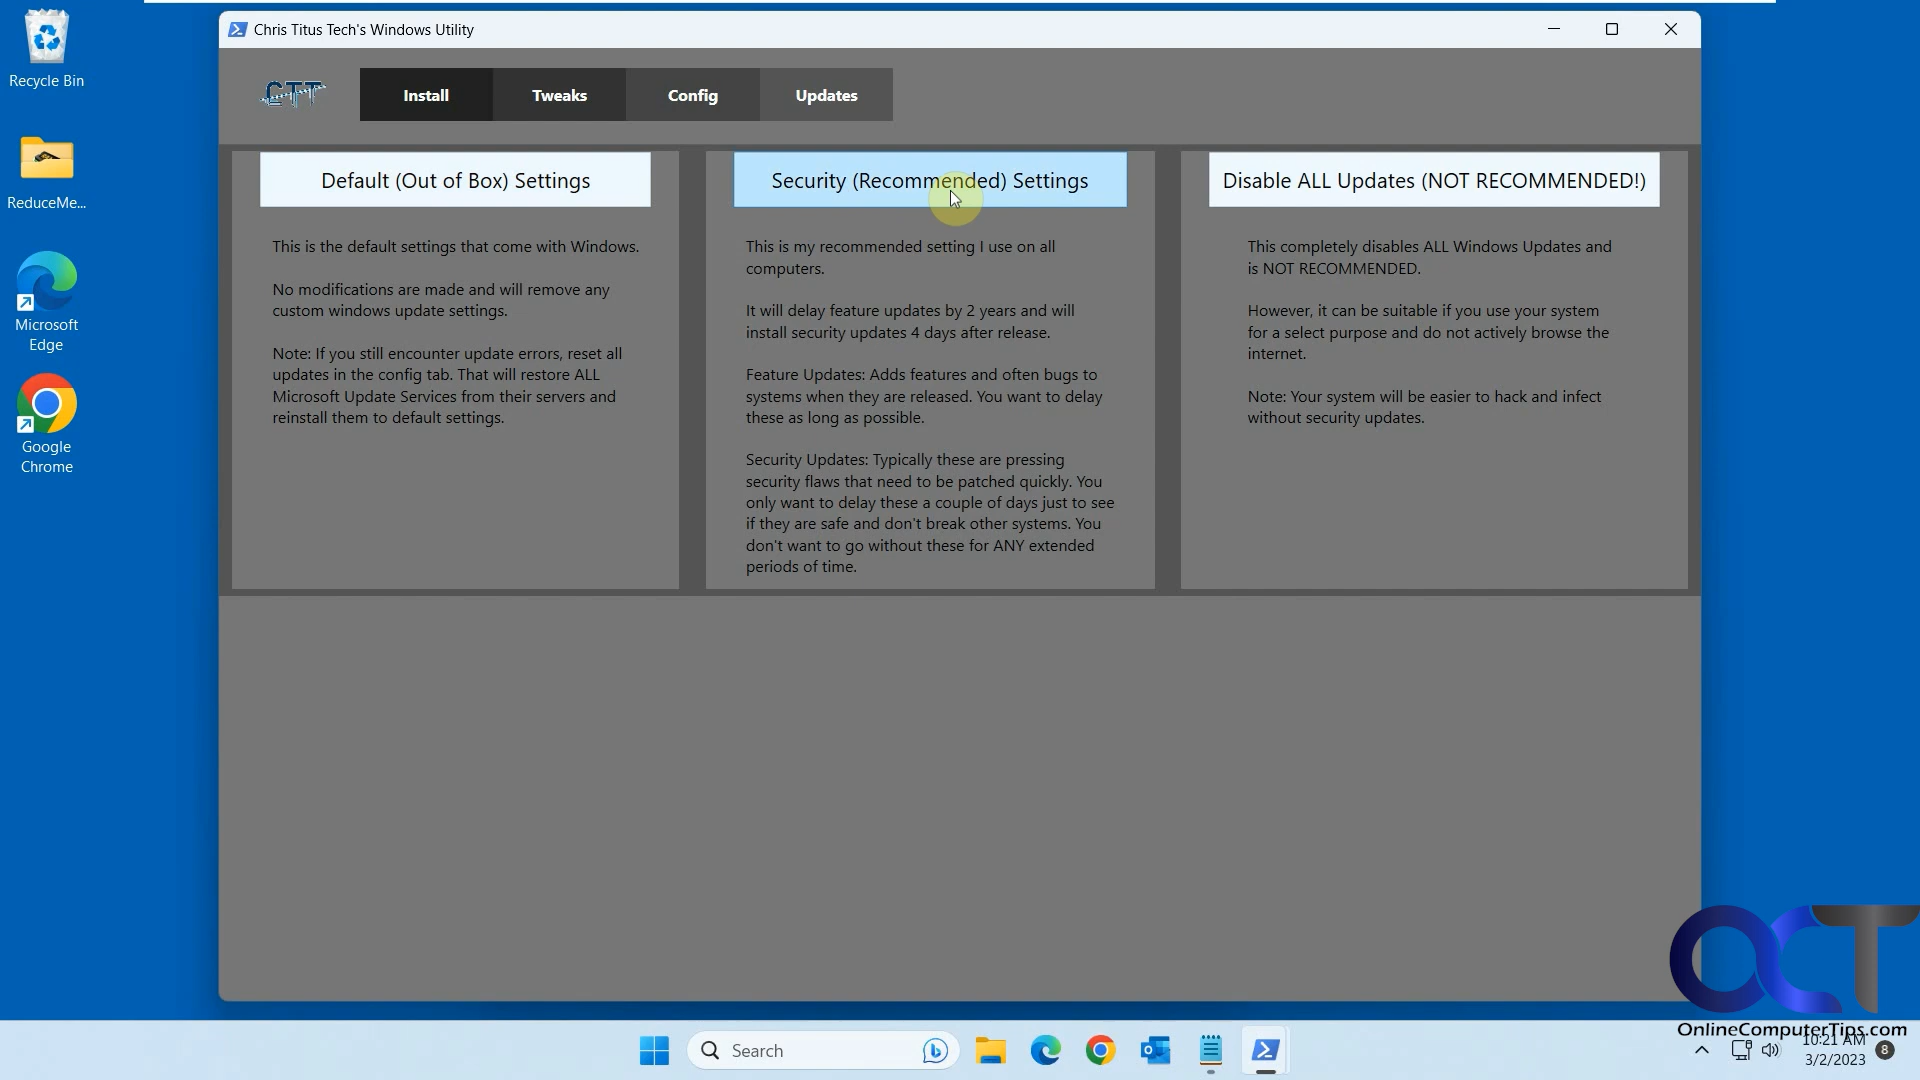 Recycle Bin
ReduceMe...
Microsoft
Edge
Google
Chrome
Chris Titus Tech's Windows Utility
CTT
Install
Tweaks
Config
Updates
Default (Out of Box) Settings
This is the default settings that come with Windows.
No modifications are made and will remove any
custom windows update settings.
Note: If you still encounter update errors, reset all
updates in the config tab. That will restore ALL
Microsoft Update Services from their servers and
reinstall them to default settings.
Security (Recommended) Settings
This is my recommended setting I use on all
computers.
It will delay feature updates by 2 years and will
install security updates 4 days after release.
Feature Updates: Adds features and often bugs to
systems when they are released. You want to delay
these as long as possible.
Security Updates: Typically these are pressing
security flaws that need to be patched quickly. You
only want to delay these a couple of days just to see
if they are safe and don't break other systems. You
don't want to go without these for ANY extended
periods of time.
Disable ALL Updates (NOT RECOMMENDED!)
This completely disables ALL Windows Updates and
is NOT RECOMMENDED.
However, it can be suitable if you use your system
for a select purpose and do not actively browse the
internet.
Note: Your system will be easier to hack and infect
without security updates.
OCT
OnlineComputerTips.com
Search
10:21 AM
3/2/2023
8